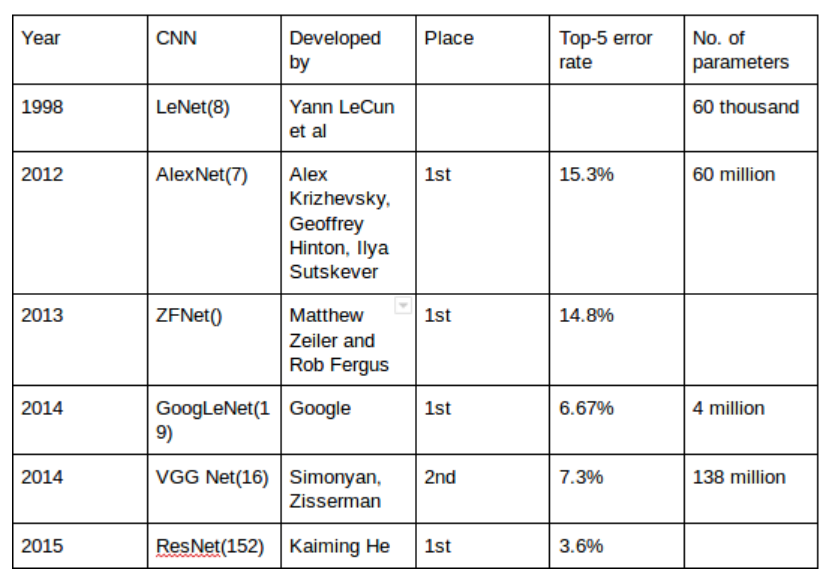 Year CNN Developed by Place Top-5 error rate No. of parameters
1998 LeNet(8) Yann LeCun et al 60 thousand
2012 AlexNet(7) Alex Krizhevsky, Geoffrey Hinton, Ilya Sutskever 1st 15.3% 60 million
2013 ZFNet() Matthew Zeiler and Rob Fergus 1st 14.8%
2014 GoogLeNet(19) Google 1st 6.67% 4 million
2014 VGG Net(16) Simonyan, Zisserman 2nd 7.3% 138 million
2015 ResNet(152) Kaiming He 1st 3.6%